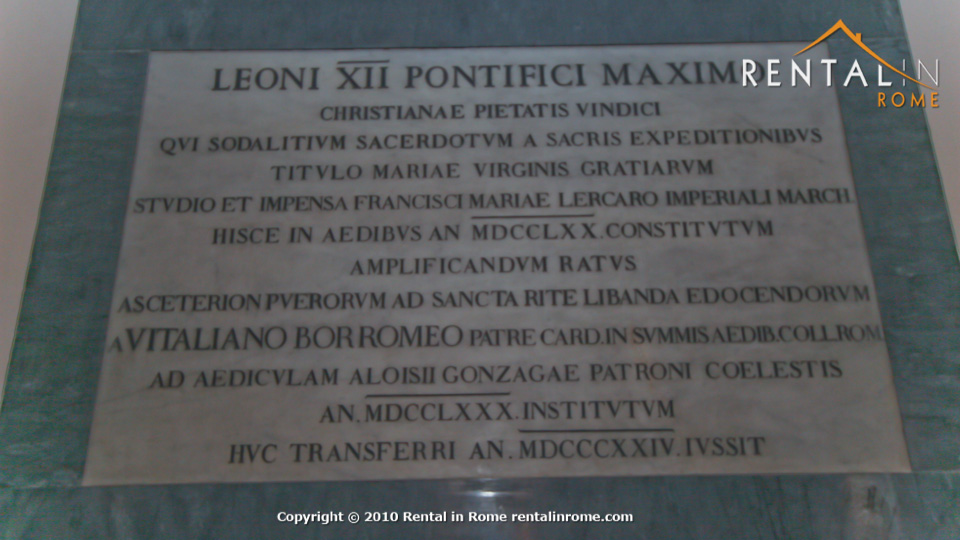 LEONI XII PONTIFICI MAXIMO
CHRISTIANAE PIETATIS VINDICI
QVI SODALITIVM SACERDOTVM A SACRIS EXPEDITIONIBVS
TITVLO MARIAE VIRGINIS GRATIARVM
STVDIO ET IMPENSA FRANCISCI MARIAE LERCARO IMPERIALI MARCH.
HISCE IN AEDIBVS AN MDCCLXX.CONSTITVTVM
AMPLIFICANDVM RATVS
ASCETERION PVERORVM AD SANCTA RITE LIBANDA EDOCENDORVM
A VITALIANO BORROMEO PATRE CARD.IN SVMMIS AEDIB.COLL.ROM.
AD AEDICVLAM ALOISII GONZAGAE PATRONI COELESTIS
AN.MDCCLXXX.INSTITVTVM
HVC TRANSFERRI AN.MDCCCXXIV.IVSSIT
RENTALIN
ROME
Copyright © 2010 Rental in Rome rentalinrome.com